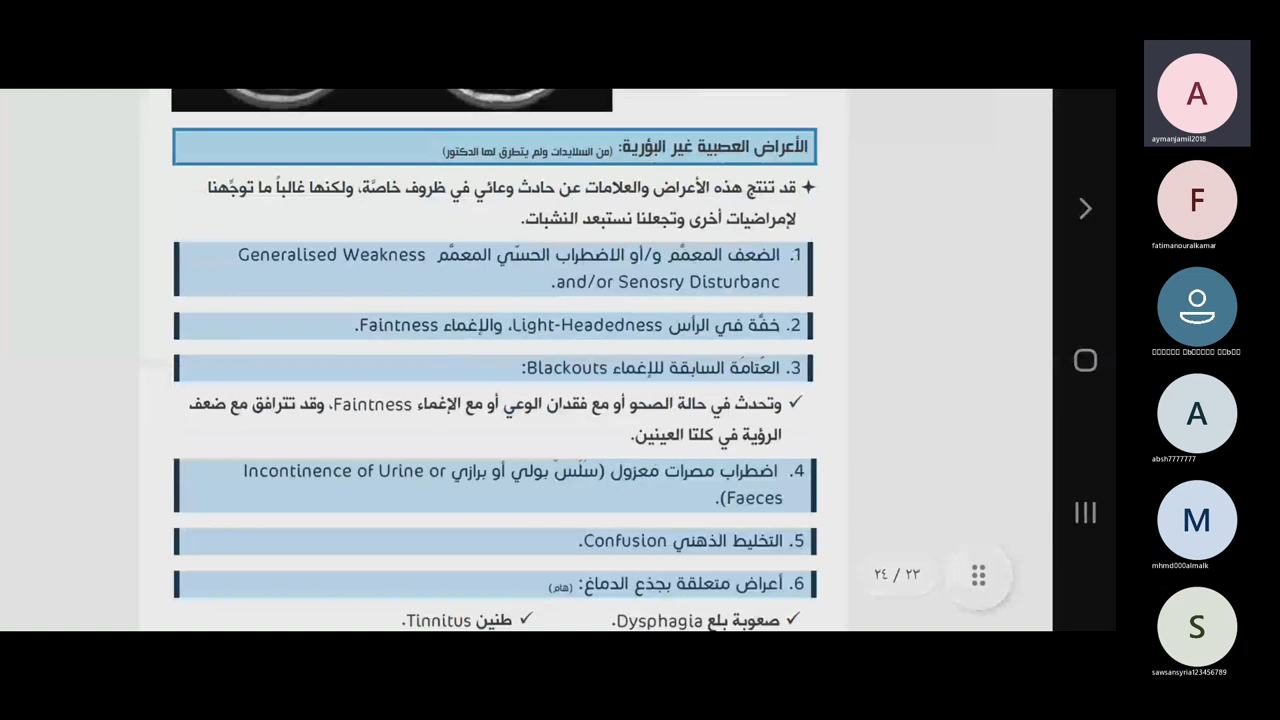 الأعراض العصبية غير البؤرية: (من السلايدات ولم يتطرق لها الدكتور)
قد تنتج هذه الأعراض والعلامات عن حادث وعائي في ظروف خاصَّة، ولكنها غالباً ما توجِّهنا
لإمراضيات أخرى وتجعلنا نستبعد النشبات.
1. الضعف المعمَّم و/أو الاضطراب الحسّي المعمَّم Generalised Weakness
and/or Senosry Disturbanc.
2. خفَّة في الرأس Light-Headedness، والإغماء Faintness.
3. العَتامَة السابقة للإغماء Blackouts:
✓ وتحدث في حالة الصحو أو مع فقدان الوعي أو مع الإغماء Faintness، وقد تترافق مع ضعف
الرؤية في كلتا العينين.
4. اضطراب مصرات مَعزول (سَلَس بولي أو برازي Incontinence of Urine or
Faeces).
5. التخليط الذهني Confusion.
6. أعراض متعلقة بجذع الدماغ: (هام)
✓ صعوبة بلع Dysphagia. ✓ طنين Tinnitus.
٢٣ / ٢٤
A
aymanjamil2018
F
fatimanouralkamar
A
absh7777777
M
mhmd000almalk
S
sawsansyria123456789